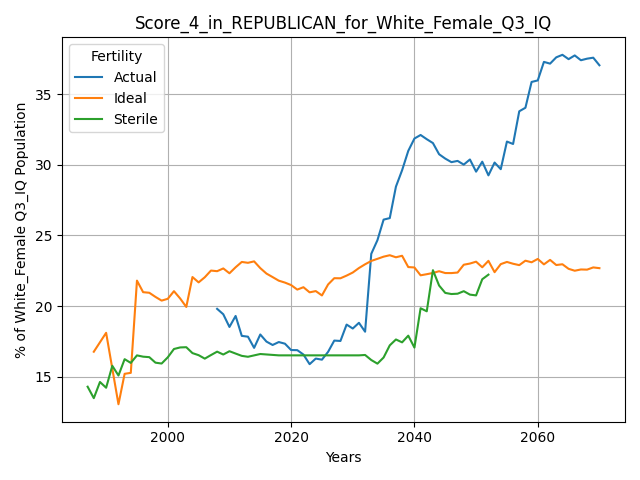 Score_4_in_REPUBLICAN_for_White_Female_Q3_IQ
Fertility
Actual
Ideal
Sterile
% of White_Female Q3_IQ Population
35
30
25
20
15
2000
2020
2040
2060
Years